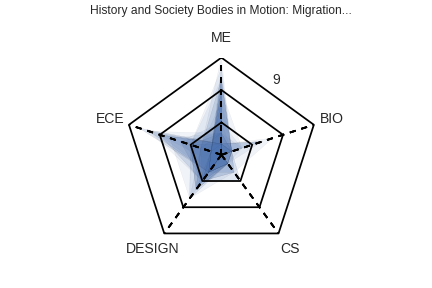 History and Society Bodies in Motion: Migration...
ME
9
ECE
BIO
DESIGN
CS